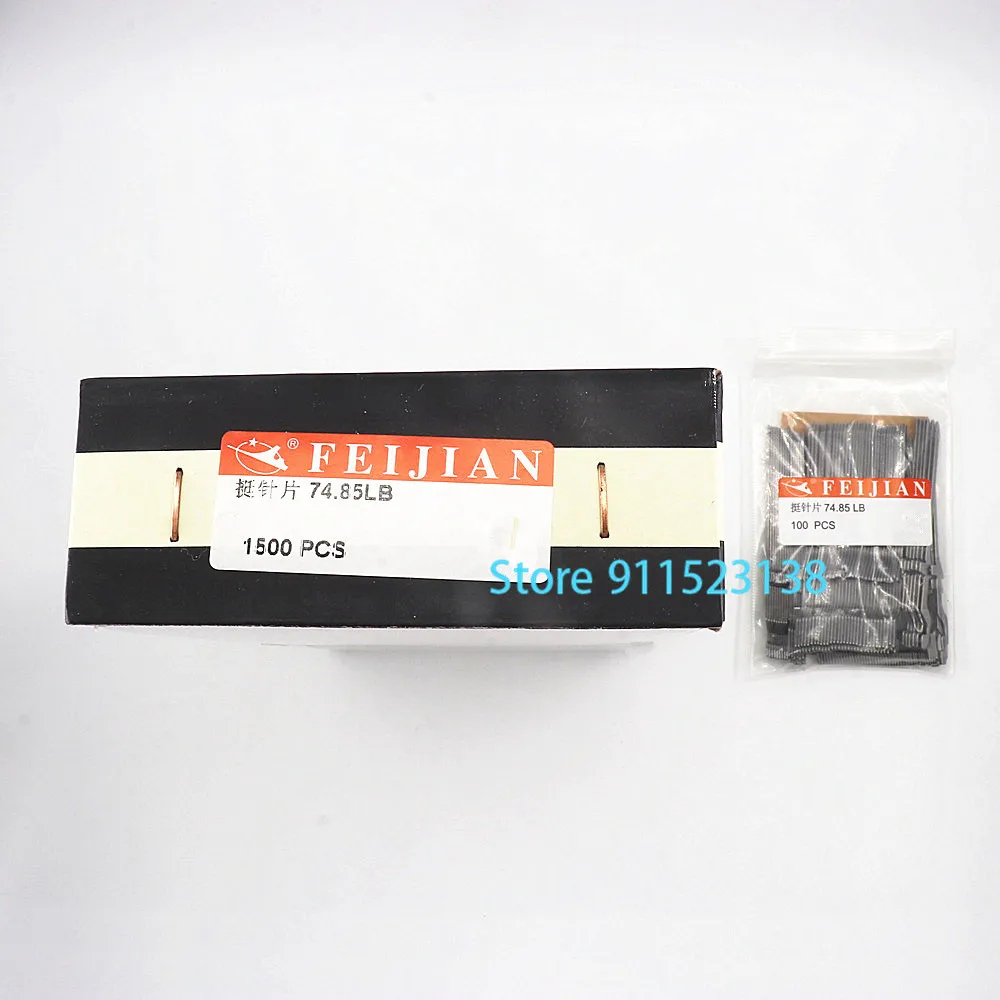 ® FEIJIAN
挺针片 74.85LB
1500 PCS
Store 911523138
FEIJIAN
挺针片 74.85 LB
100 PCS